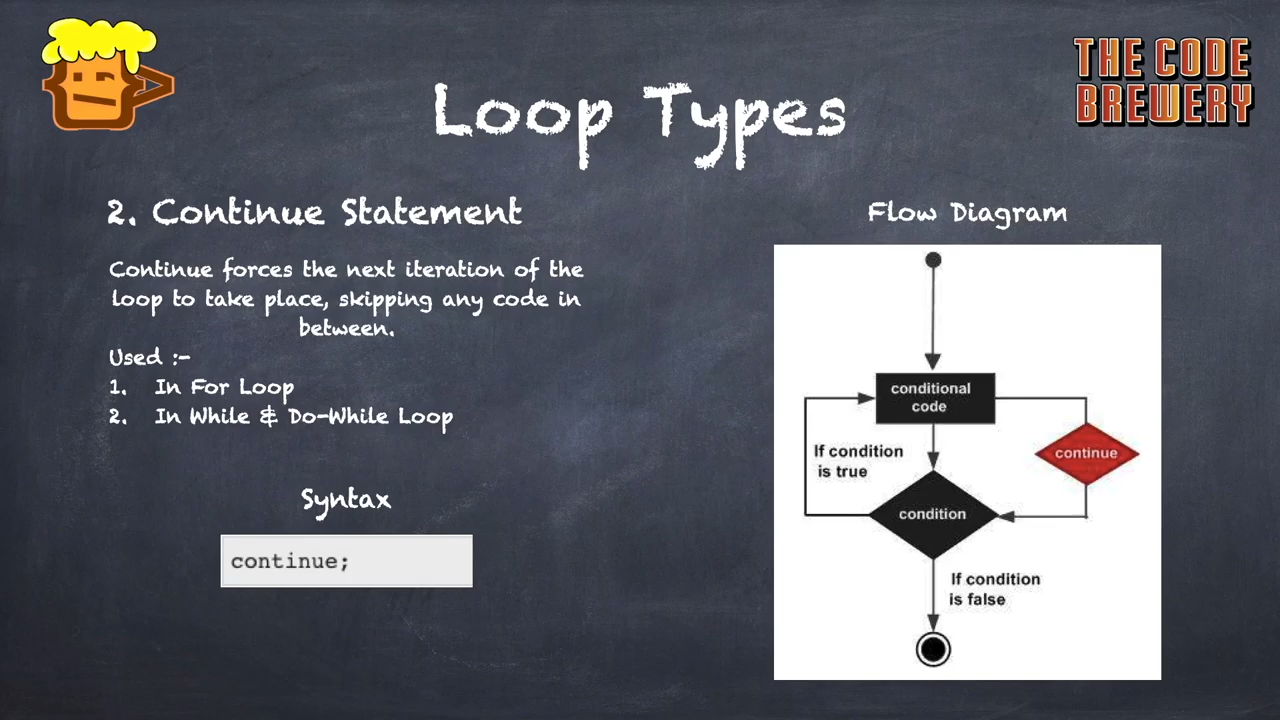 THE CODE
BREWERY
Loop Types
2. Continue Statement
Continue forces the next iteration of the
loop to take place, skipping any code in
between.
Used :-
1. In For Loop
2. In While & Do-While Loop
Syntax
continue;
Flow Diagram
conditional
code
If condition
is true
continue
condition
If condition
is false